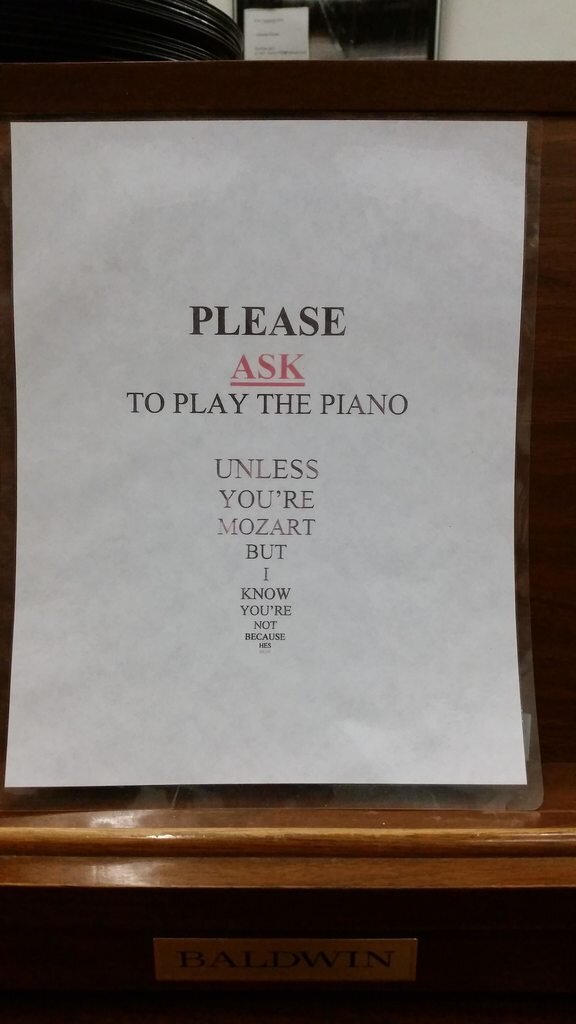 PLEASE
ASK
TO PLAY THE PIANO
UNLESS
YOU'RE
MOZART
BUT
I
KNOW
YOU'RE
NOT
BECAUSE
HES
BALDWIN